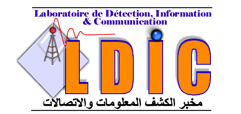 Laboratoire de Détection, Information
& Communication
LDIC
مخبر الكشف المعلومات والاتصالات